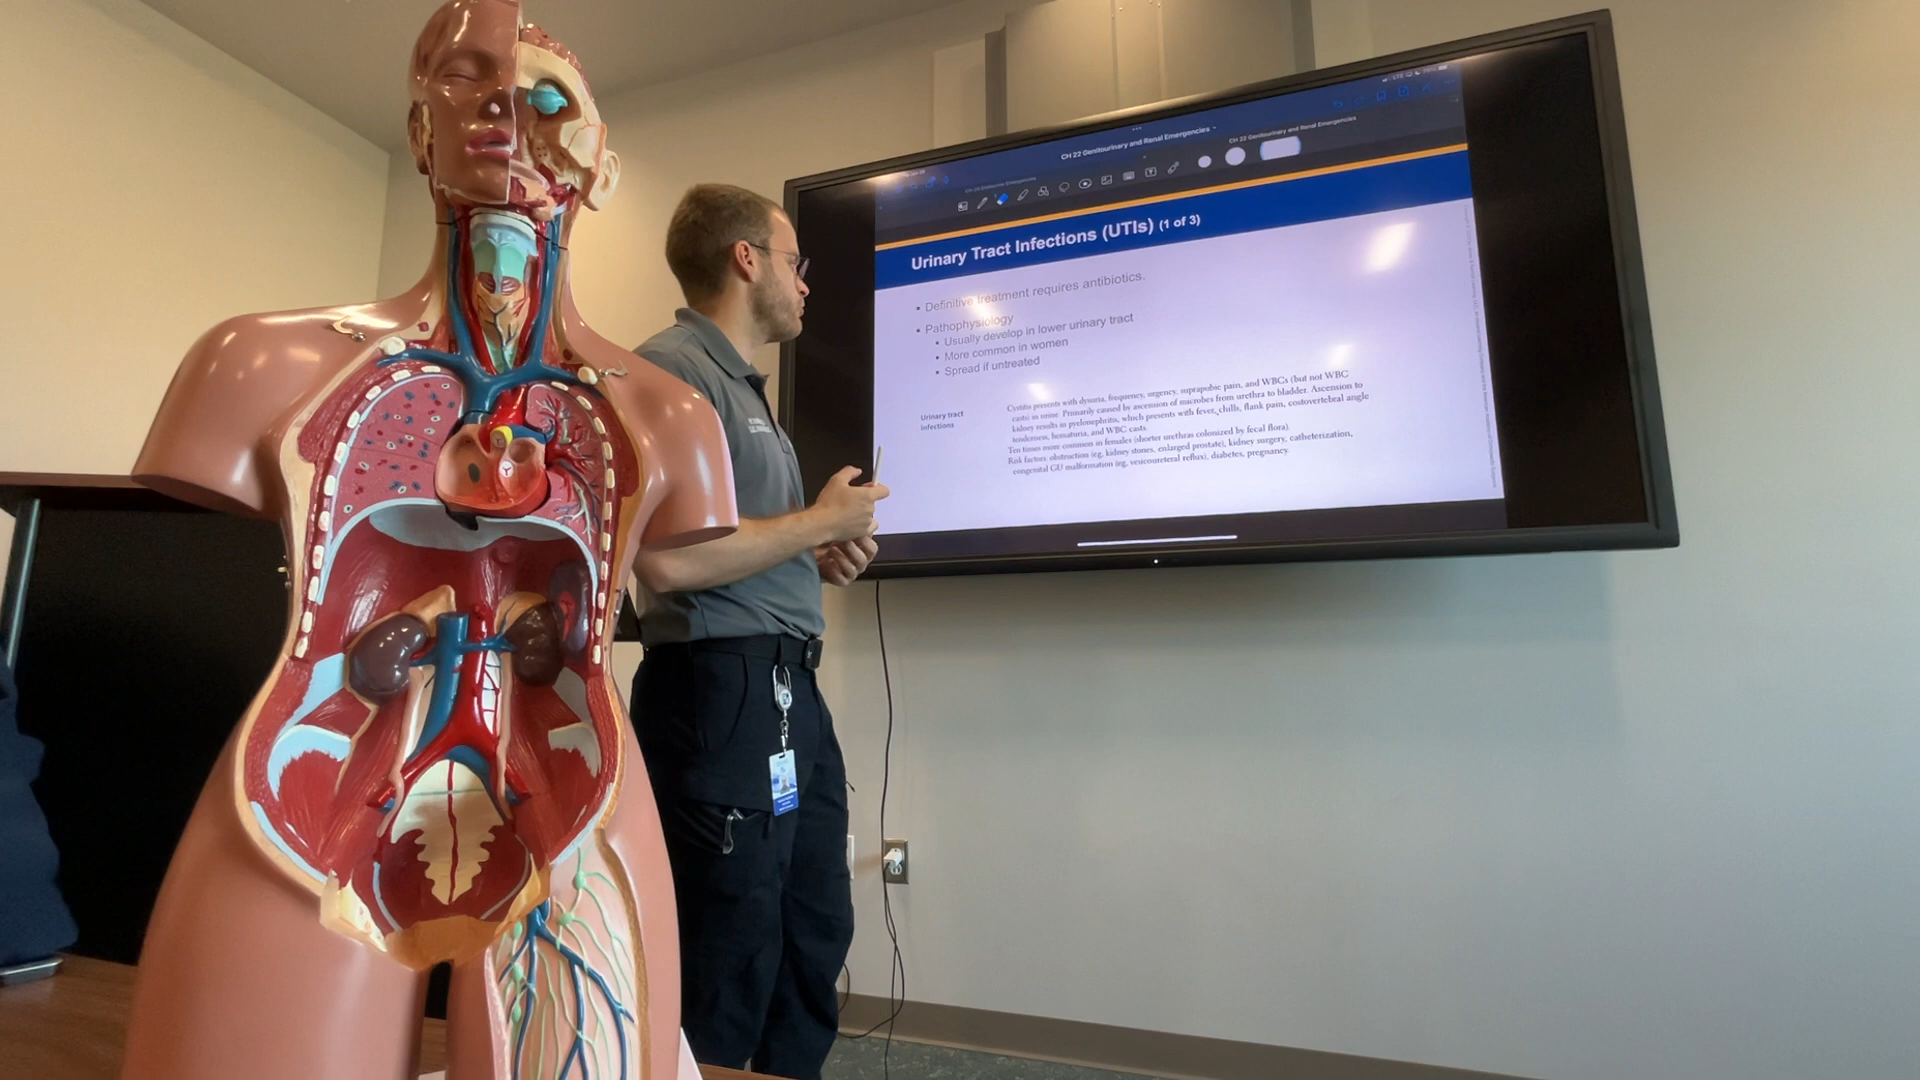 LTE
CH 22 Genitourinary and Renal Emergencies
CH 22 Genitourinary and Renal Emergencies
Urinary Tract Infections (UTIs) (1 of 3)
▪ Definitive treatment requires antibiotics.
▪ Pathophysiology
▪ Usually develop in lower urinary tract
▪ More common in women
▪ Spread if untreated
Urinary tract
infections
Cystitis presents with dysuria, frequency, urgency, suprapubic pain, and WBCs (but not WBC
casts) in urine. Primarily caused by ascension of microbes from urethra to bladder. Ascension to
kidney results in pyelonephritis, which presents with fever, chills, flank pain, costovertebral angle
tenderness, hematuria, and WBC casts.
Ten times more common in females (shorter urethras colonized by fecal flora).
Risk factors: obstruction (eg, kidney stones, enlarged prostate), kidney surgery, catheterization,
congenital GU malformation (eg, vesicoureteral reflux), diabetes, pregnancy.